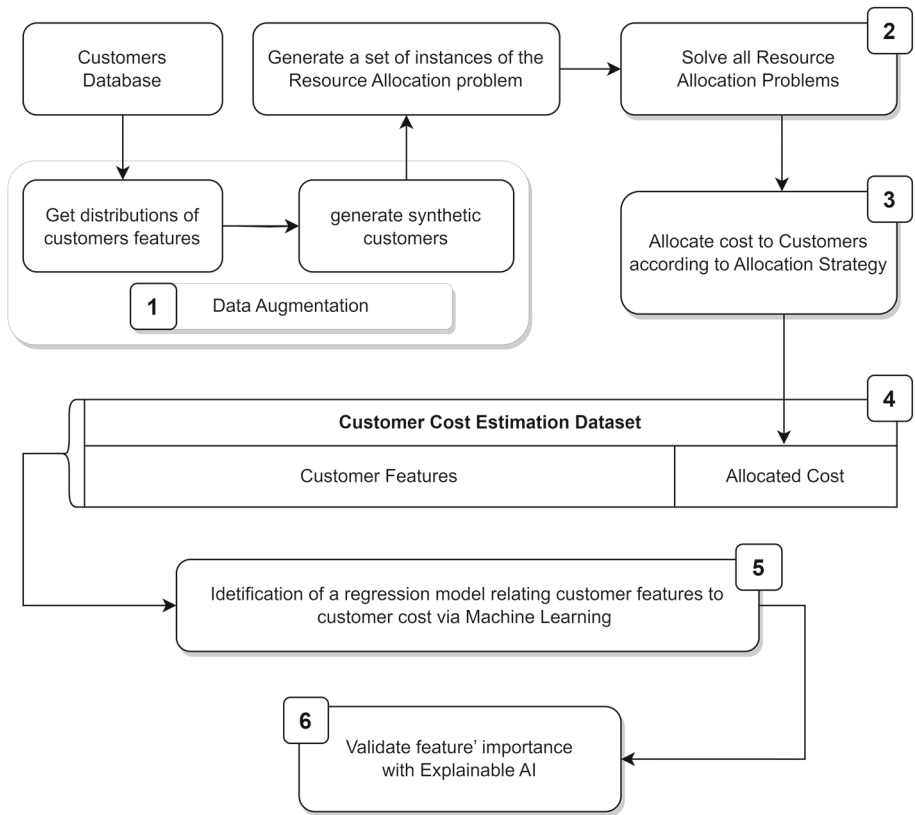 Customers
Database
Generate a set of instances of the
Resource Allocation problem
2
Solve all Resource
Allocation Problems
Get distributions of
customers features
generate synthetic
customers
1
Data Augmentation
3
Allocate cost to Customers
according to Allocation Strategy
4
Customer Cost Estimation Dataset
Customer Features
Allocated Cost
5
Idetification of a regression model relating customer features to
customer cost via Machine Learning
6
Validate feature’ importance
with Explainable AI